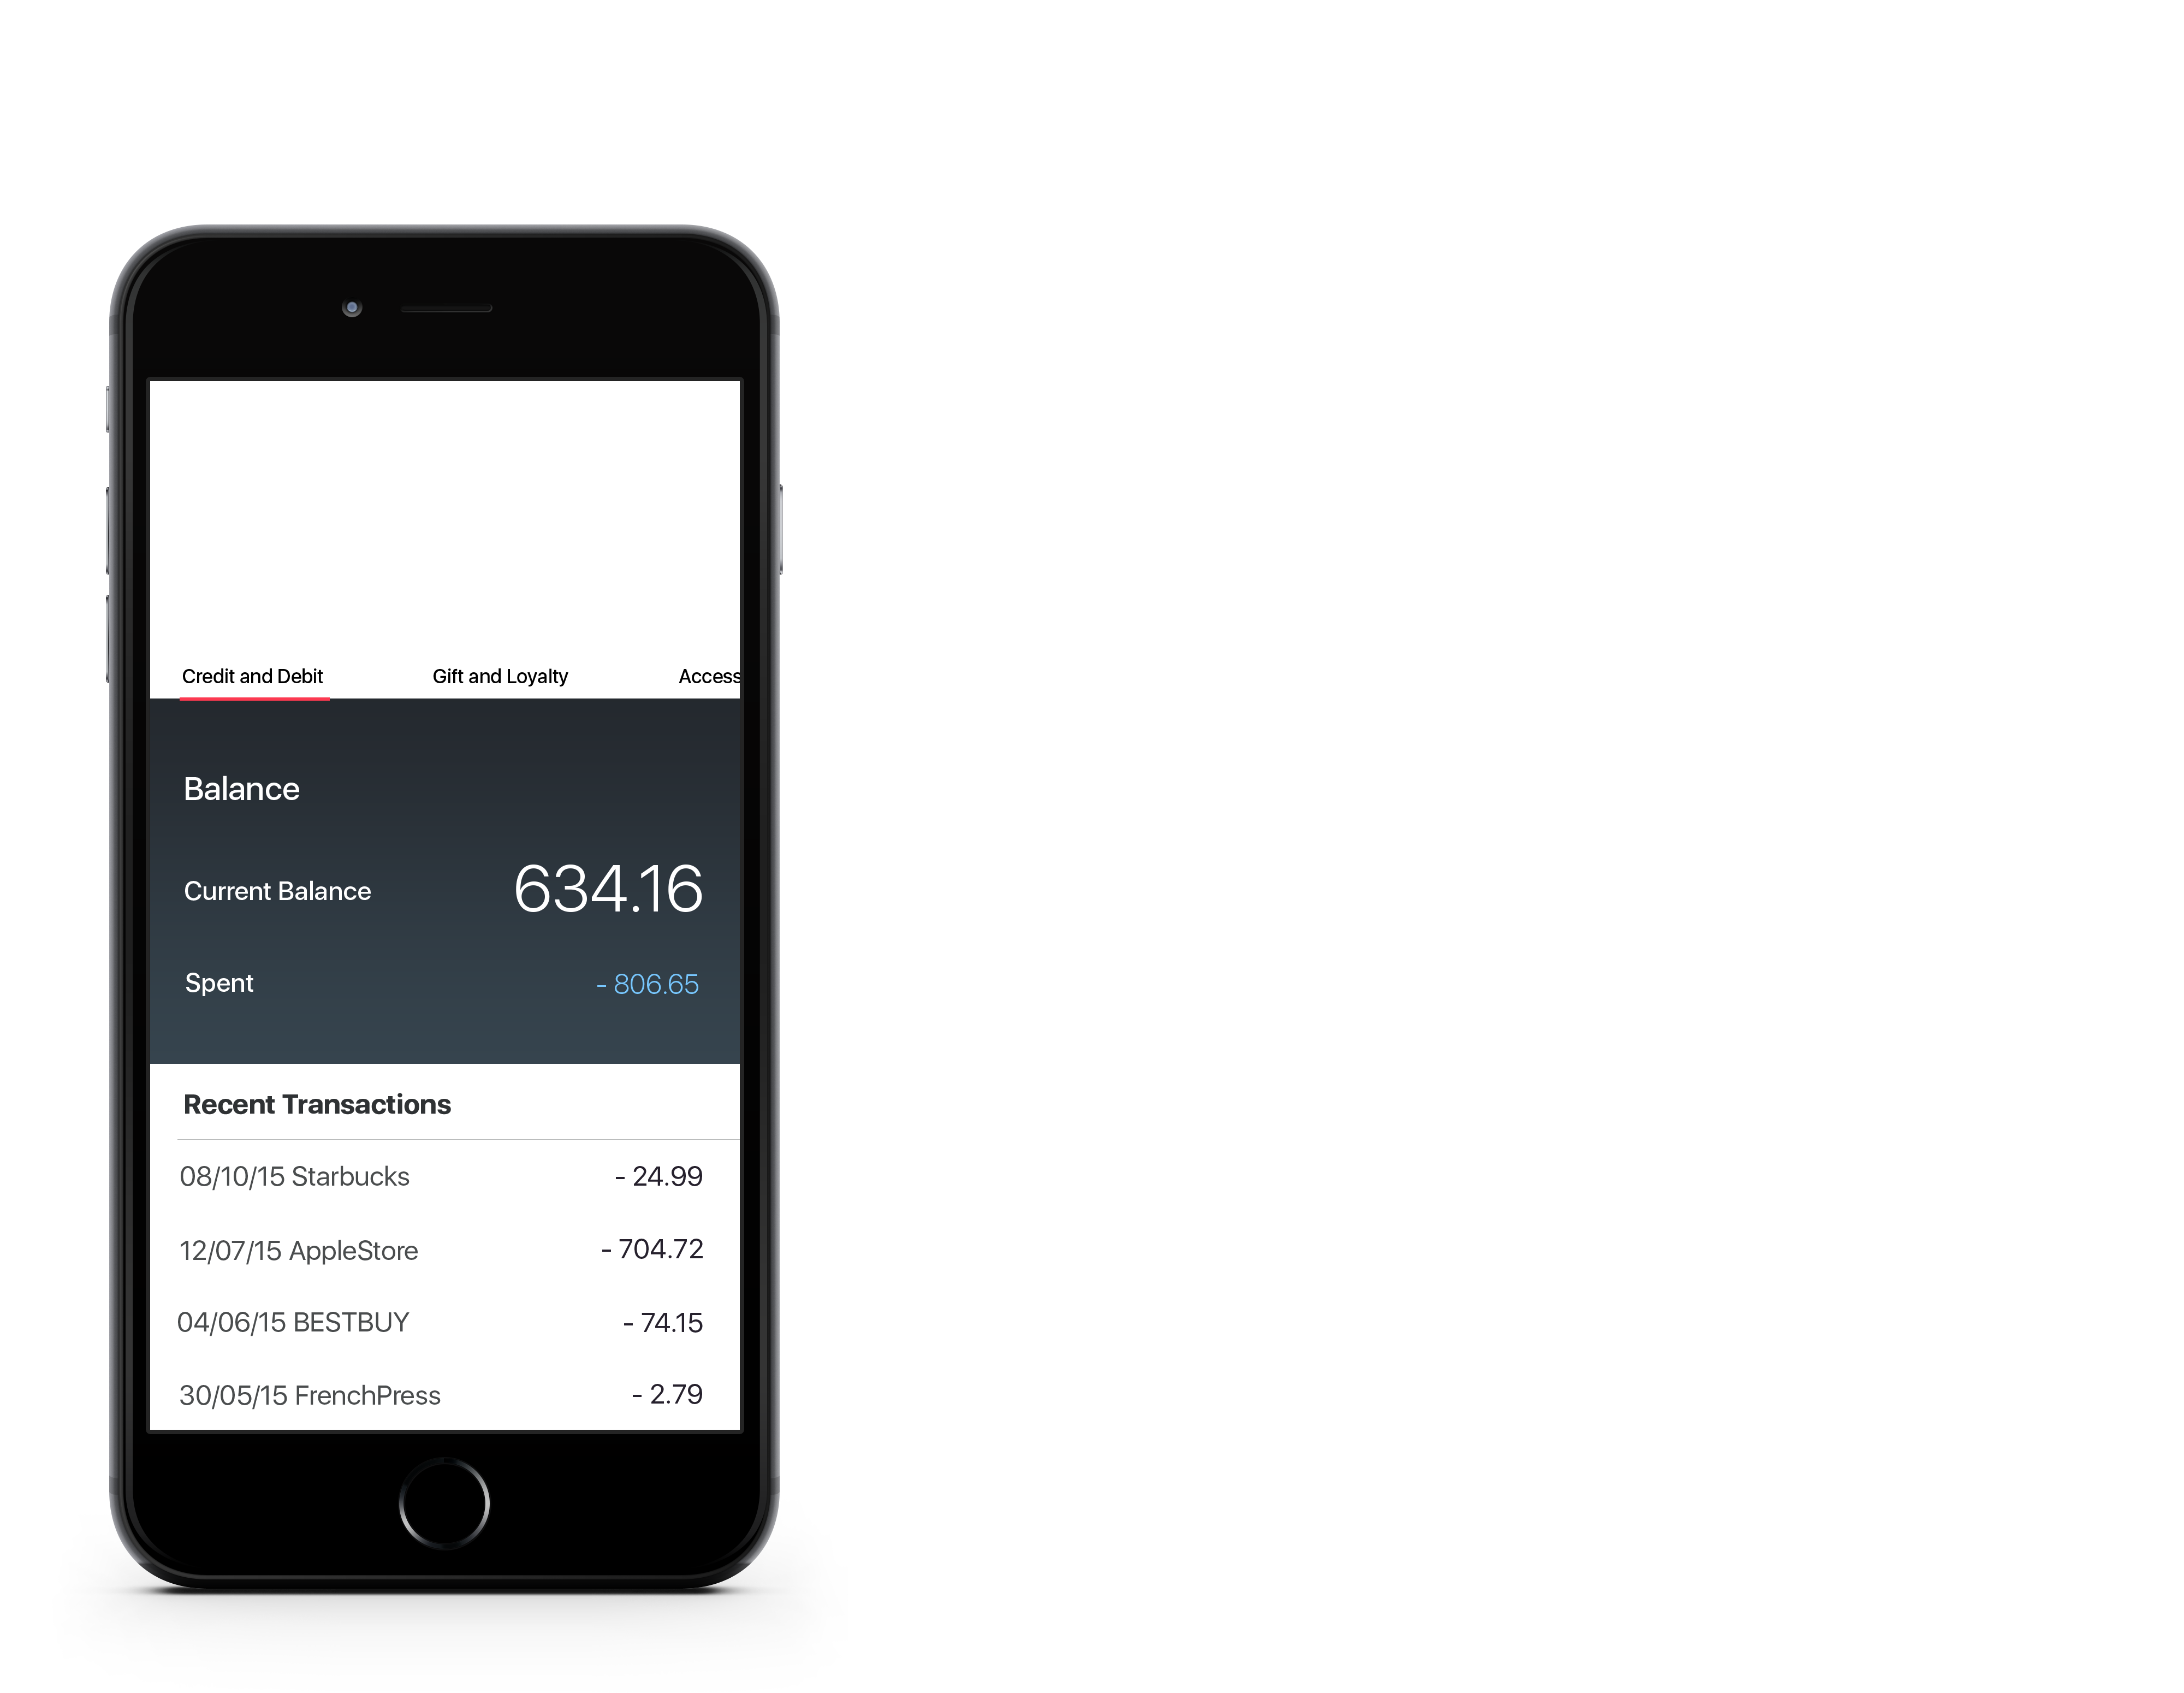 Credit and Debit Gift and Loyalty Access
Balance
Current Balance 634.16
Spent - 806.65
Recent Transactions
08/10/15 Starbucks - 24.99
12/07/15 AppleStore - 704.72
04/06/15 BESTBUY - 74.15
30/05/15 FrenchPress - 2.79